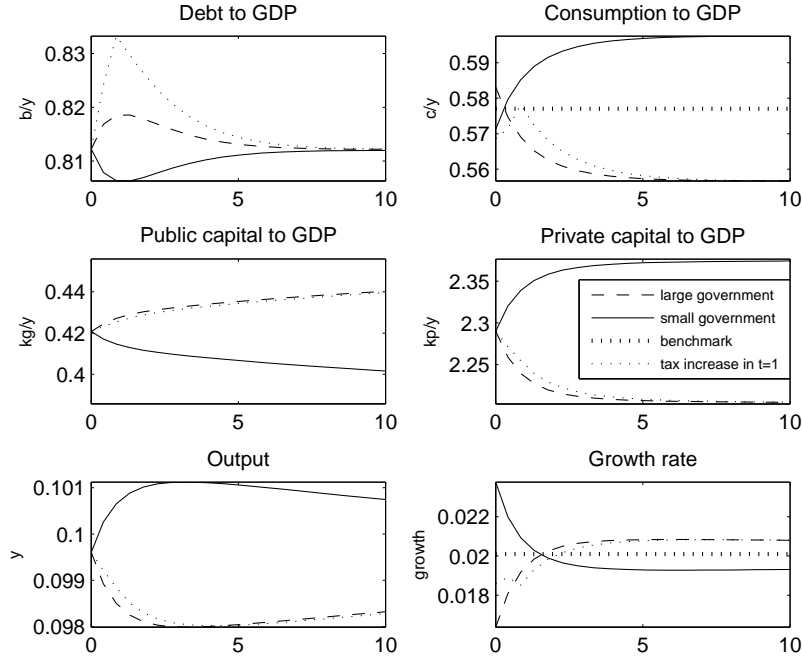 Debt to GDP
0.83
0.82
0.81
b/y
0 5 10
Consumption to GDP
0.59
0.58
0.57
0.56
c/y
0 5 10
Public capital to GDP
0.44
0.42
0.4
kg/y
0 5 10
Private capital to GDP
2.35
2.3
2.25
kp/y
large government
small government
benchmark
tax increase in t=1
0 5 10
Output
0.101
0.1
0.099
0.098
y
0 5 10
Growth rate
0.022
0.02
0.018
growth
0 5 10